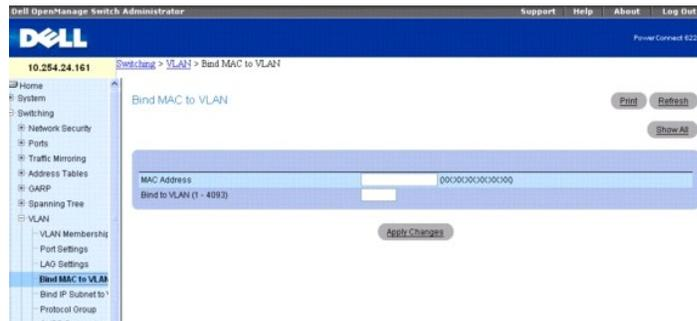 Dell OpenManage Switch Administrator
Support Help About Log Out
DELL
PowerConnect 622
10.254.24.161
Switching > VLAN > Bind MAC to VLAN
Home
System
Switching
Network Security
Ports
Traffic Mirroring
Address Tables
GARP
Spanning Tree
VLAN
VLAN Membership
Port Settings
LAG Settings
Bind MAC to VLAN
Bind IP Subnet to
Protocol Group
Bind MAC to VLAN
Print Refresh
Show All
MAC Address (XX:XX:XX:XX:XX:XX)
Bind to VLAN (1 - 4093)
Apply Changes